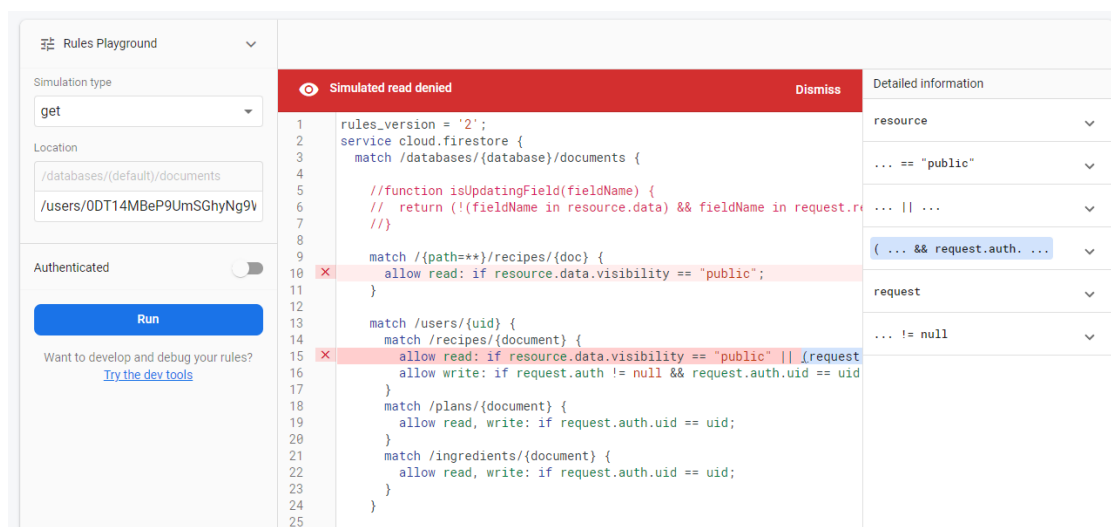 Rules Playground
Simulation type
get
Location
/databases/(default)/documents
/users/0DT14MBeP9UmSGhyNg9V
Authenticated
Run
Want to develop and debug your rules?
Try the dev tools
Simulated read denied
Dismiss
1 rules_version = '2';
2 service cloud.firestore {
3 match /databases/{database}/documents {
4
5 //function isUpdatingField(fieldName) {
6 // return (!(fieldName in resource.data) && fieldName in request.re
7 //}
8
9 match /{path=**}/recipes/{doc} {
10 allow read: if resource.data.visibility == "public";
11 }
12
13 match /users/{uid} {
14 match /recipes/{document} {
15 allow read: if resource.data.visibility == "public" || (request
16 allow write: if request.auth != null && request.auth.uid == uid
17 }
18 match /plans/{document} {
19 allow read, write: if request.auth.uid == uid;
20 }
21 match /ingredients/{document} {
22 allow read, write: if request.auth.uid == uid;
23 }
24 }
25
Detailed information
resource
... == "public"
... || ...
( ... && request.auth. ...
request
... != null